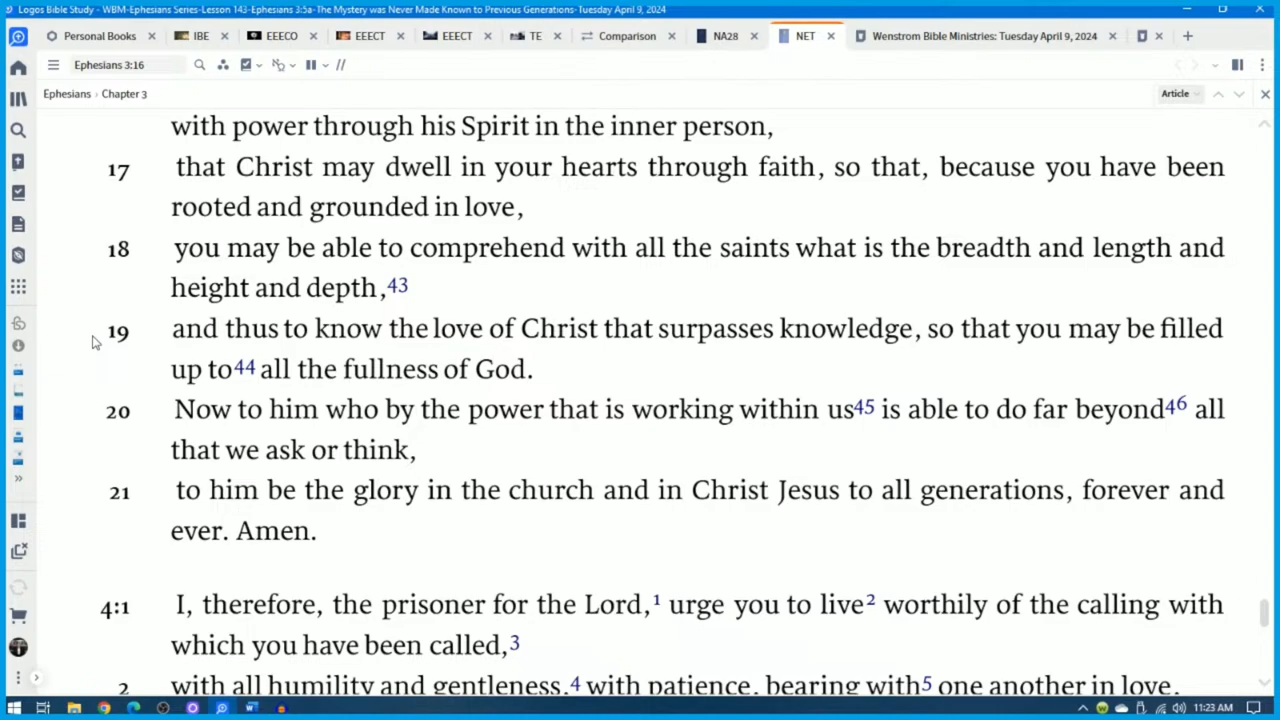 Logos Bible Study - WBM-Ephesians Series-Lesson 143-Ephesians 3:5a-The Mystery was Never Made Known to Previous Generations-Tuesday April 9, 2024
Personal Books IBE EEECO EEECT EEECT TE Comparison NA28 NET Wenstrom Bible Ministries: Tuesday April 9, 2024
Ephesians 3:16
Ephesians › Chapter 3 Article
with power through his Spirit in the inner person,
17 that Christ may dwell in your hearts through faith, so that, because you have been
rooted and grounded in love,
18 you may be able to comprehend with all the saints what is the breadth and length and
height and depth,43
19 and thus to know the love of Christ that surpasses knowledge, so that you may be filled
up to44 all the fullness of God.
20 Now to him who by the power that is working within us45 is able to do far beyond46 all
that we ask or think,
21 to him be the glory in the church and in Christ Jesus to all generations, forever and
ever. Amen.
4:1 I, therefore, the prisoner for the Lord,1 urge you to live2 worthily of the calling with
which you have been called,3
2 with all humility and gentleness,4 with patience, bearing with5 one another in love,
11:23 AM